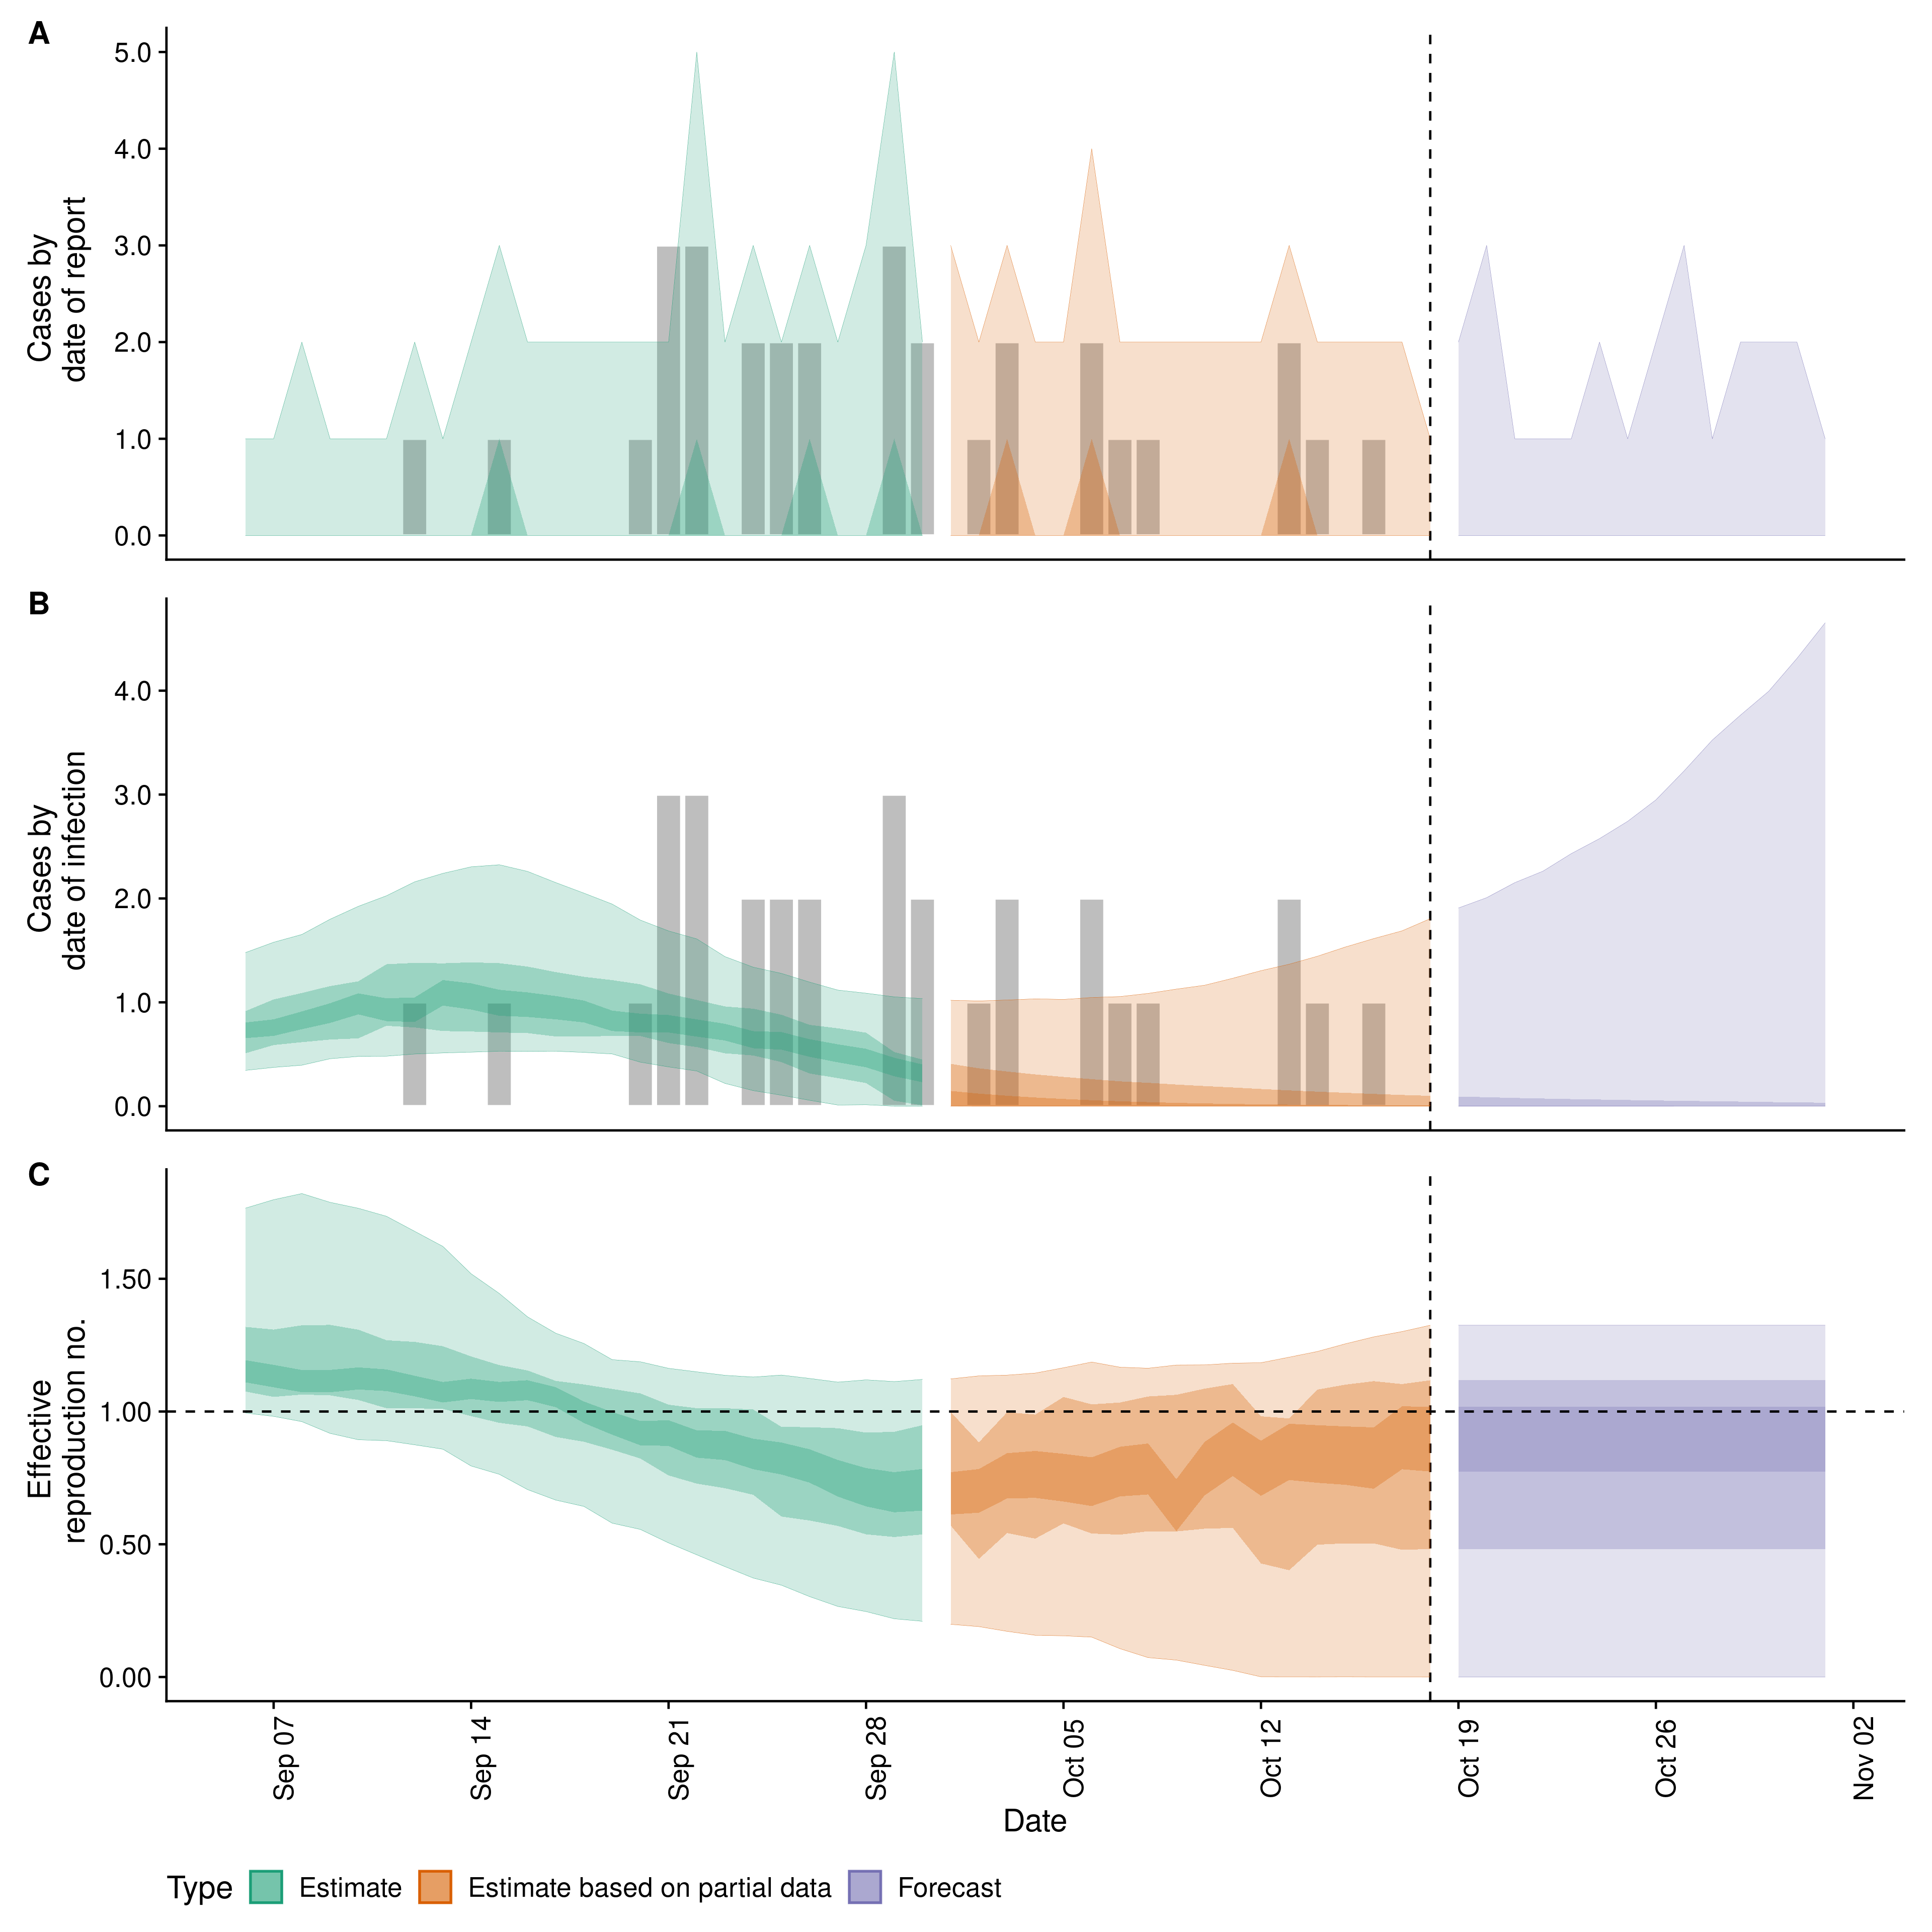 A
Cases by
date of report
5.0
4.0
3.0
2.0
1.0
0.0
B
Cases by
date of infection
4.0
3.0
2.0
1.0
0.0
C
Effective
reproduction no.
1.50
1.00
0.50
0.00
Sep 07
Sep 14
Sep 21
Sep 28
Oct 05
Oct 12
Oct 19
Oct 26
Nov 02
Date
Type Estimate Estimate based on partial data Forecast